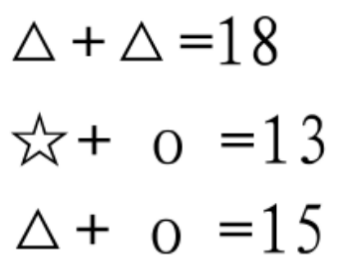 △ + △ =18
☆ + o =13
△ + o =15